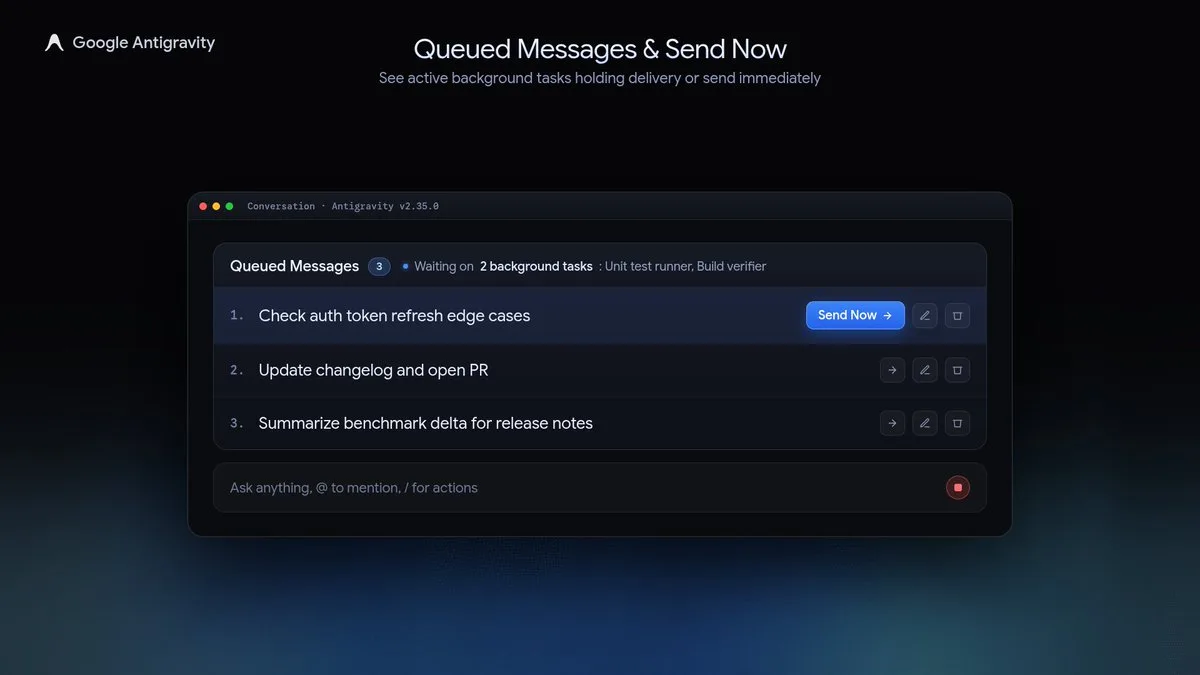 Google Antigravity
Queued Messages & Send Now
See active background tasks holding delivery or send immediately
Conversation · Antigravity v2.35.0
Queued Messages 3 Waiting on 2 background tasks : Unit test runner, Build verifier
1. Check auth token refresh edge cases Send Now →
2. Update changelog and open PR →
3. Summarize benchmark delta for release notes →
Ask anything, @ to mention, / for actions